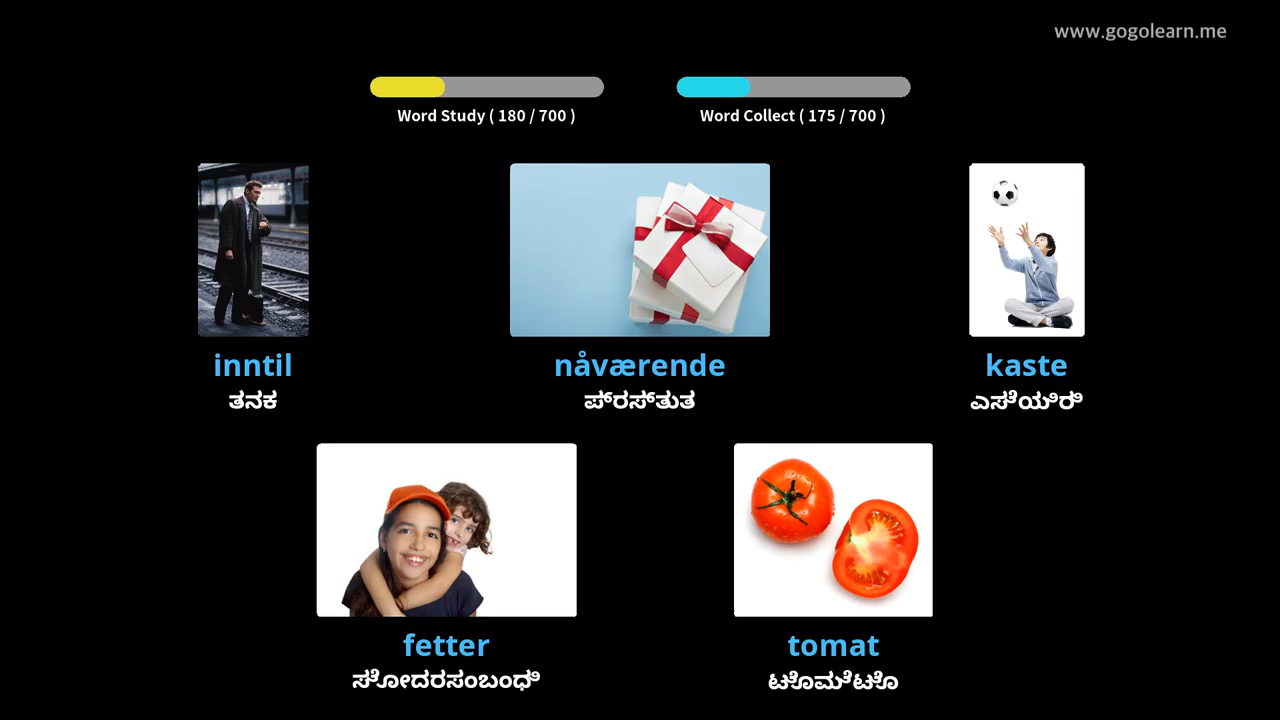 www.gogolearn.me
Word Study ( 180 / 700 )
Word Collect ( 175 / 700 )
inntil
ತನಕ
nåværende
ಪ್ರಸ್ತುತ
kaste
ಎಸೆಯಿರಿ
fetter
ಸೋದರಸಂಬಂಧಿ
tomat
ಟೊಮೆಟೊ